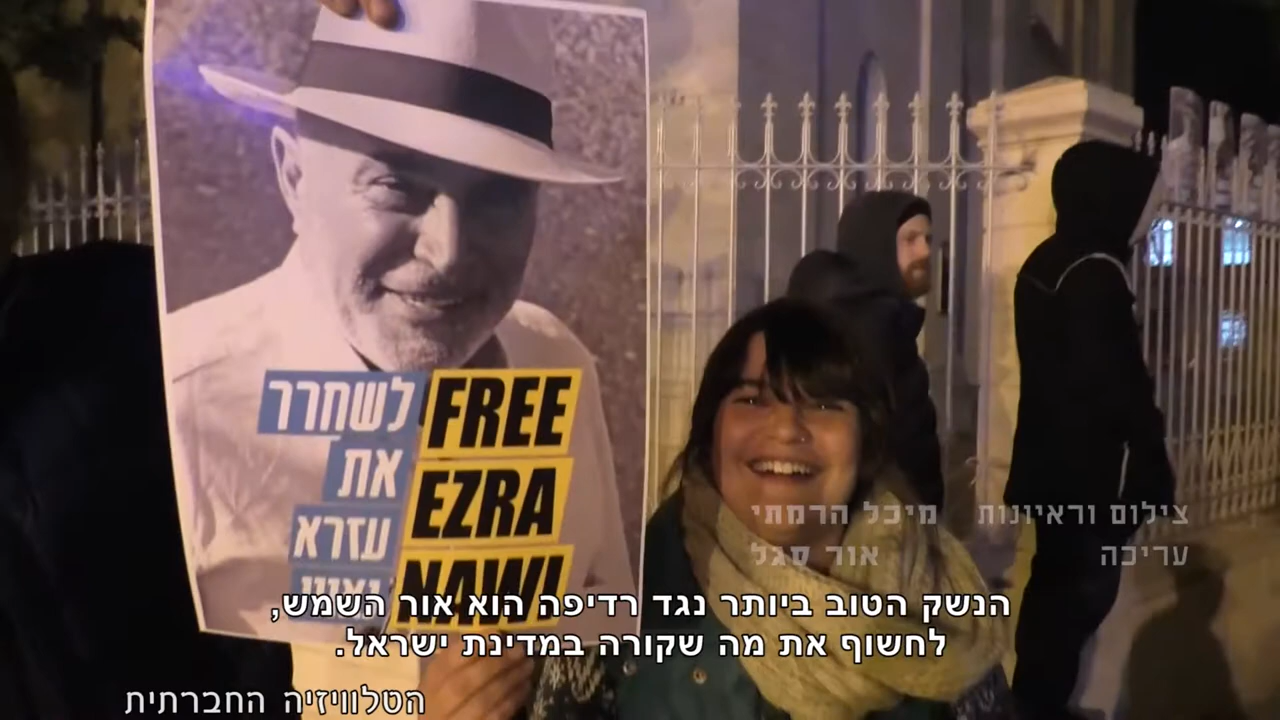 לשחרר
את
עזרא
FREE
EZRA
NAWI
צילום וראיונות מיכל הרמתי
עריכה אור סגל
הנשק הטוב ביותר נגד רדיפה הוא אור השמש,
לחשוף את מה שקורה במדינת ישראל.
הטלוויזיה החברתית